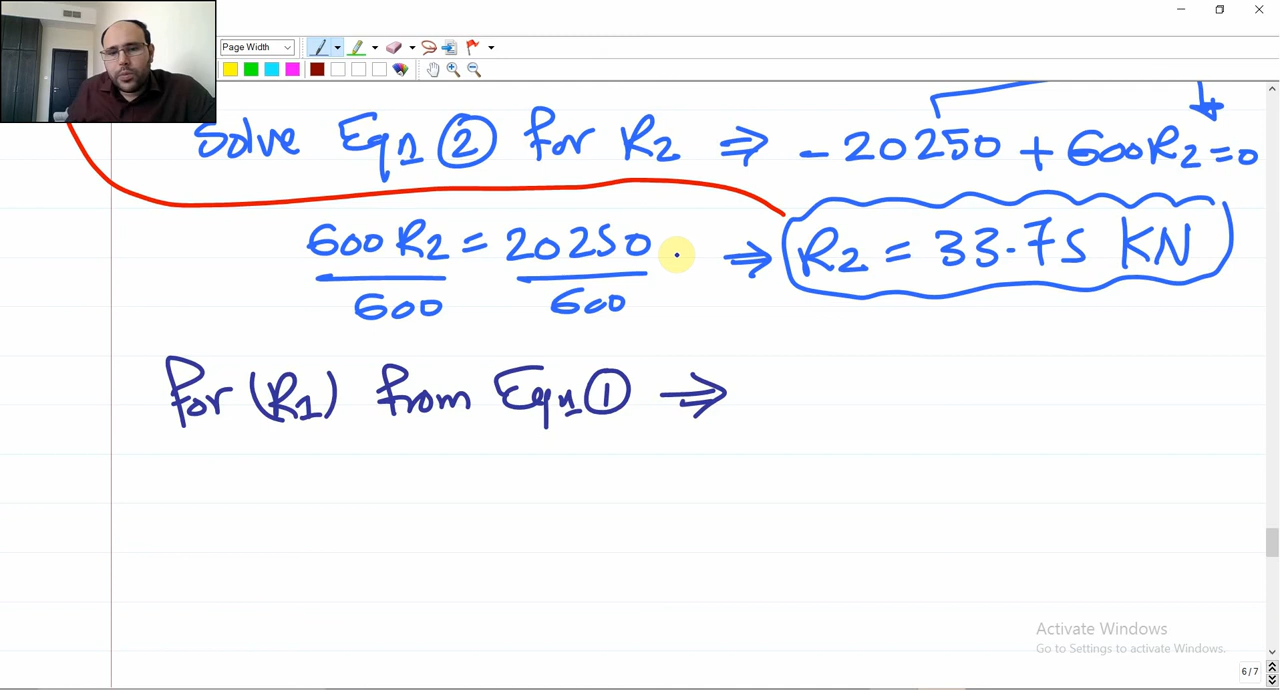 Page Width
Solve Eqn ② for R2 ⇒ -20250 + 600R2 = 0
600 R2 = 20250 ⇒ R2 = 33.75 KN
600 600
For (R1) from Eqn ① ⇒
Activate Windows
Go to Settings to activate Windows.
6/7